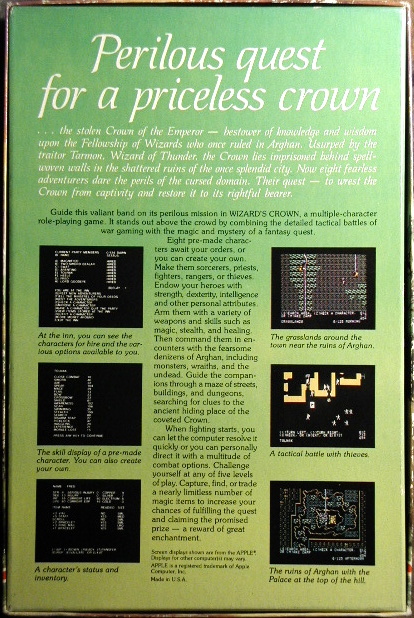 Perilous quest
for a priceless crown
. . . the stolen Crown of the Emperor — bestower of knowledge and wisdom
upon the Fellowship of Wizards who once ruled in Arghan. Usurped by the
traitor Tarmon, Wizard of Thunder, the Crown lies imprisoned behind spell-
woven walls in the shattered ruins of the once splendid city. Now eight fearless
adventurers dare the perils of the cursed domain. Their quest — to wrest the
Crown from captivity and restore it to its rightful bearer.
Guide this valiant band on its perilous mission in WIZARD'S CROWN, a multiple-character
role-playing game. It stands out above the crowd by combining the detailed tactical battles of
war gaming with the magic and mystery of a fantasy quest.
Eight pre-made charac-
ters await your orders, or
you can create your own.
Make them sorcerers, priests,
fighters, rangers, or thieves.
Endow your heroes with
strength, dexterity, intelligence
and other personal attributes.
Arm them with a variety of
weapons and skills such as
magic, stealth, and healing.
Then command them in en-
counters with the fearsome
denizens of Arghan, including
monsters, wraiths, and the
undead. Guide the compan-
ions through a maze of streets,
buildings, and dungeons,
searching for clues to the
ancient hiding place of the
coveted Crown.
When fighting starts, you
can let the computer resolve it
quickly or you can personally
direct it with a multitude of
combat options. Challenge
yourself at any of five levels
of play. Capture, find, or trade
a nearly limitless number of
magic items to increase your
chances of fulfilling the quest
and claiming the promised
prize — a reward of great
enchantment.
Screen displays shown are from the APPLE®
Displays for other computer(s) may vary.
APPLE is a registered trademark of Apple
Computer, Inc.
Made in U.S.A.
At the inn, you can see the
characters for hire and the var-
ious options available to you.
The skill display of a pre-made
character. You can also create
your own.
A character's status and
inventory.
The grasslands around the
town near the ruins of Arghan.
A tactical battle with thieves.
The ruins of Arghan with the
Palace at the top of the hill.